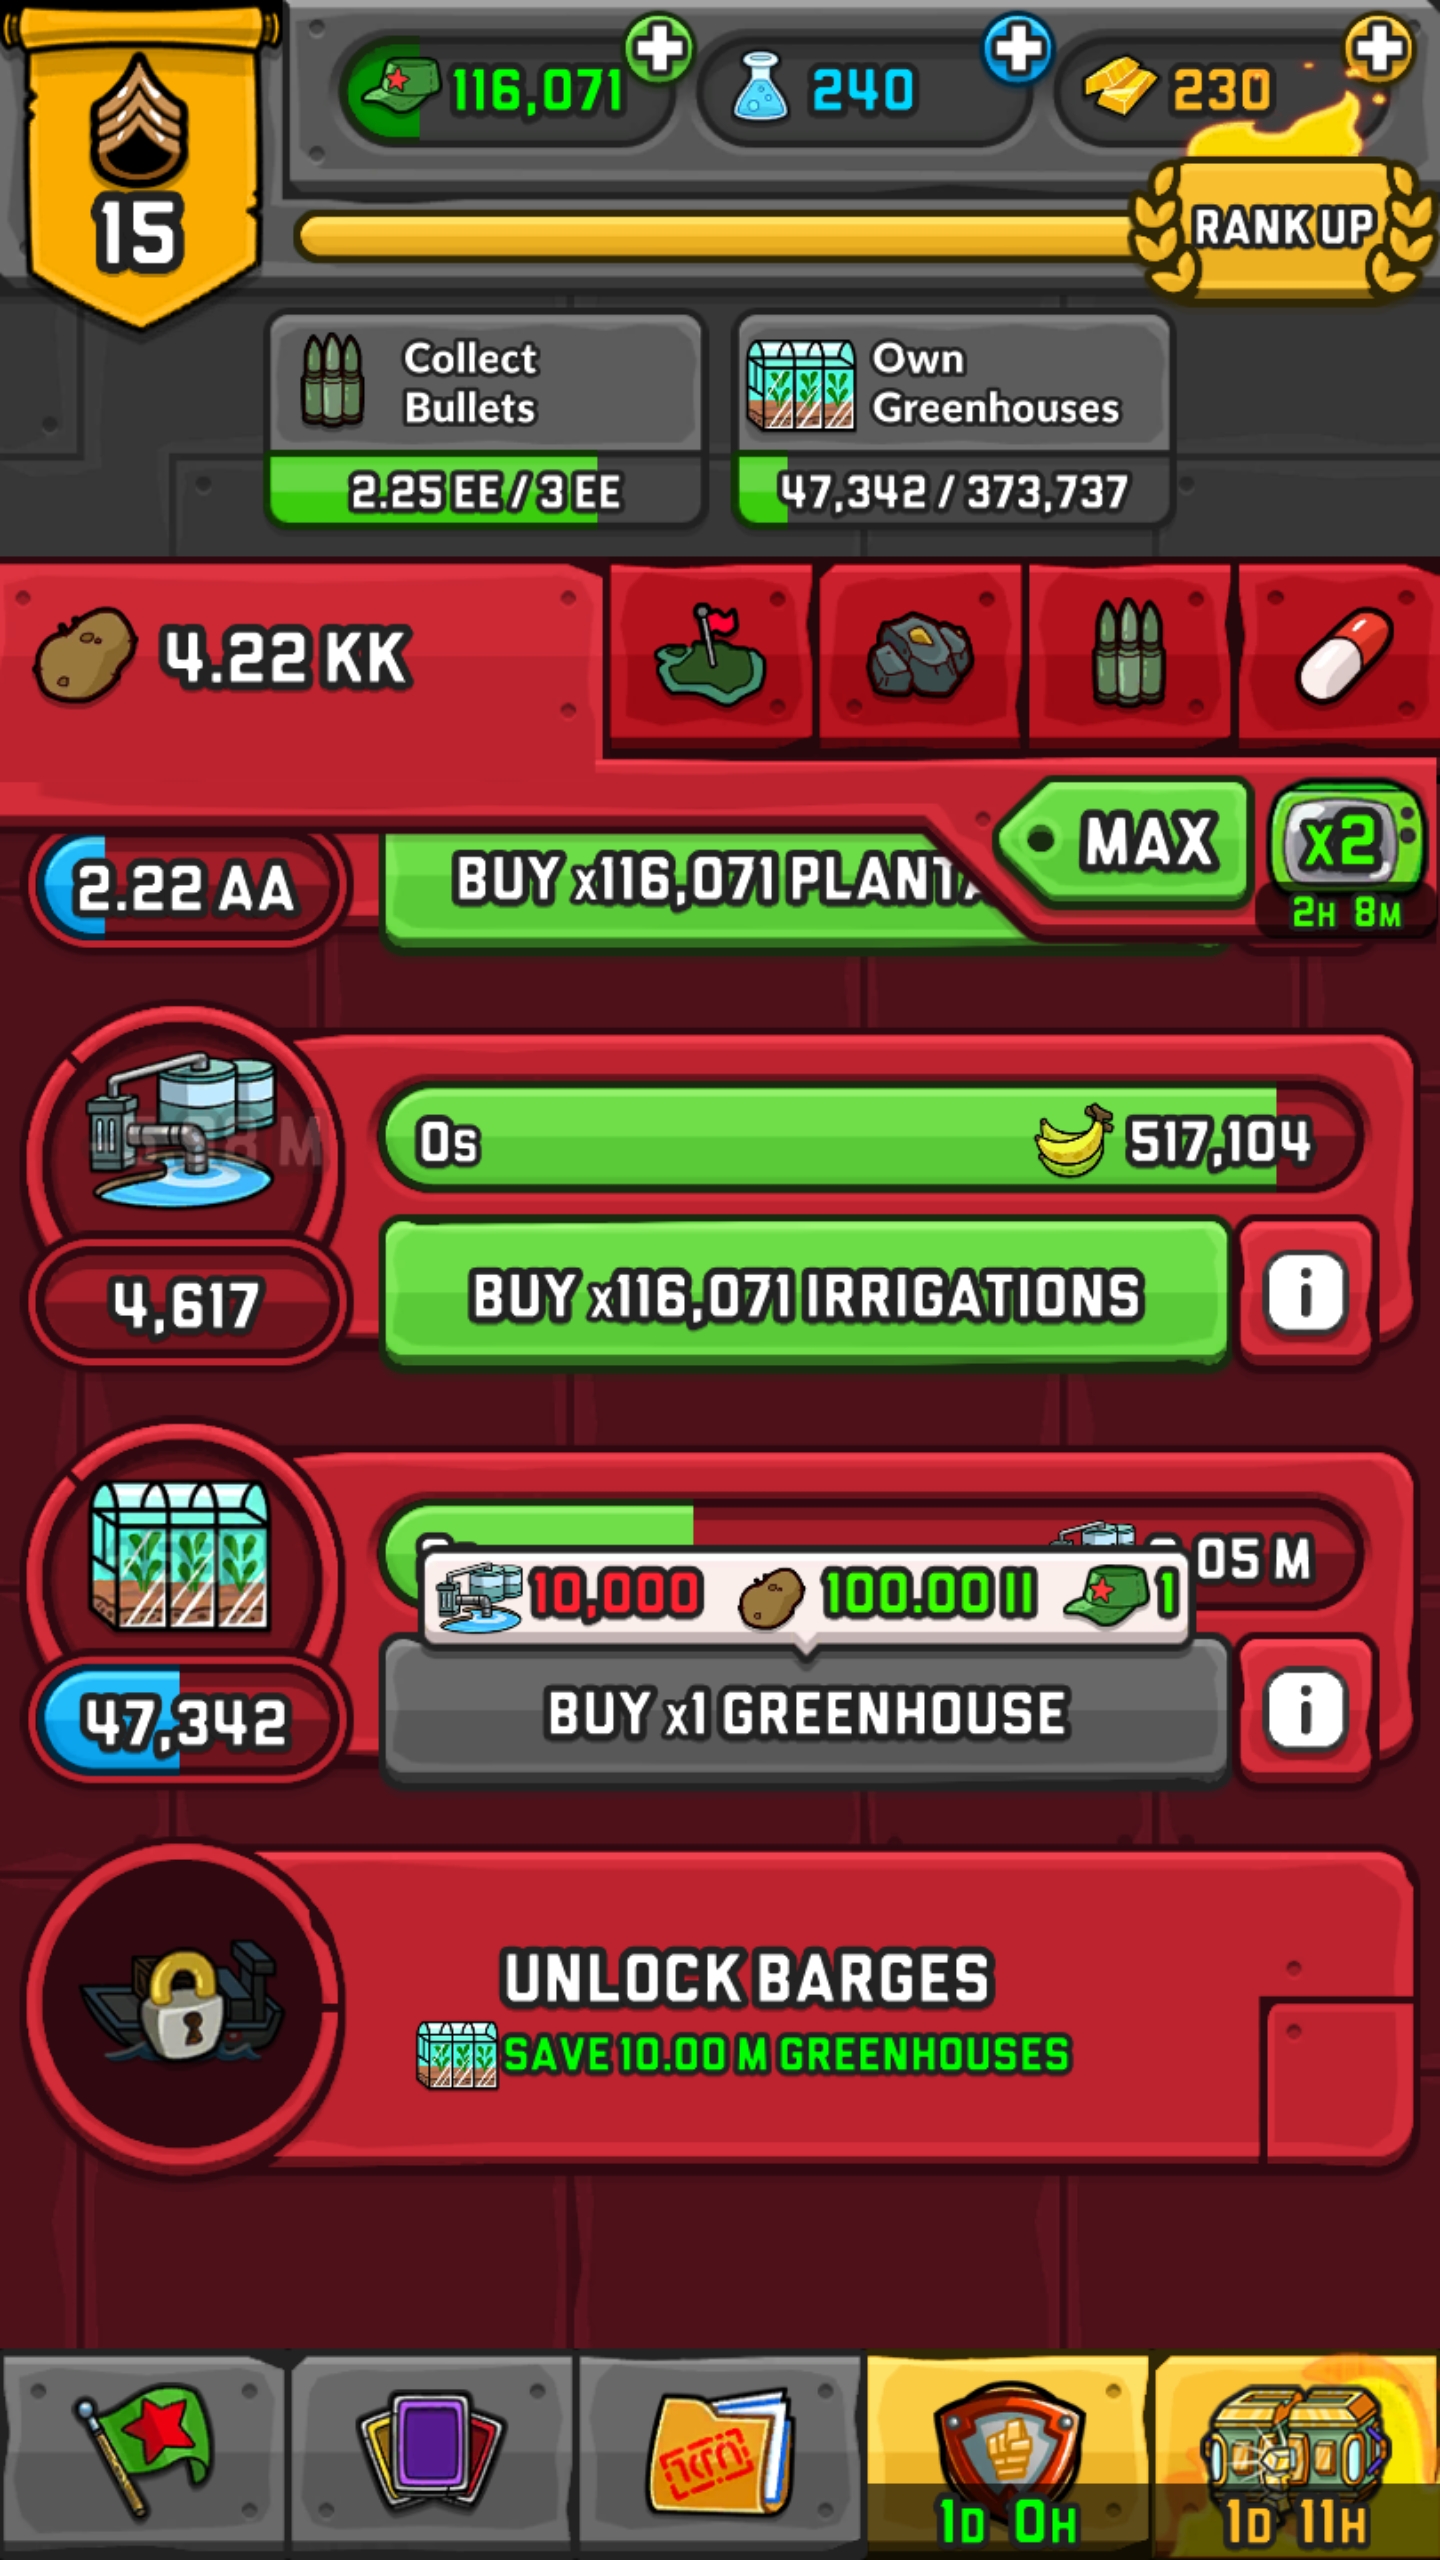 116,071
240
230
15
RANK UP
Collect
Bullets
2.25 EE / 3 EE
Own
Greenhouses
47,342 / 373,737
4.22 KK
MAX
x2
2H 8M
2.22 AA
BUY x116,071
0s
517,104
4,617
BUY x116,071 IRRIGATIONS
05 M
10,000
100.00 II
1
47,342
BUY x1 GREENHOUSE
UNLOCK BARGES
SAVE 10.00 M GREENHOUSES
1D 0H
1D 11H